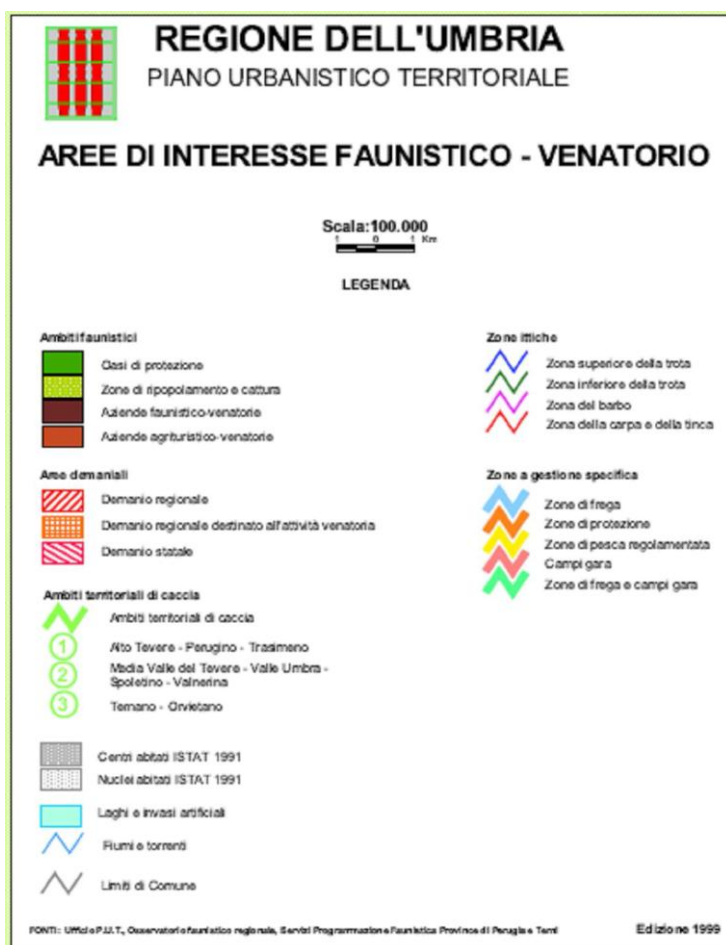 REGIONE DELL'UMBRIA
PIANO URBANISTICO TERRITORIALE
AREE DI INTERESSE FAUNISTICO - VENATORIO
Scala:100.000
1 0 1 Km
LEGENDA
Ambiti faunistici
Oasi di protezione
Zone di ripopolamento e cattura
Aziende faunistico-venatorie
Aziende agrituristico-venatorie
Aree demaniali
Demanio regionale
Demanio regionale destinato all'attività venatoria
Demanio statale
Ambiti territoriali di caccia
Ambiti territoriali di caccia
1 Alto Tevere - Perugino - Trasimeno
2 Media Valle del Tevere - Valle Umbra -
Spoletino - Valnerina
3 Ternano - Orvietano
Centri abitati ISTAT 1991
Nuclei abitati ISTAT 1991
Laghi e invasi artificiali
Fiumi e torrenti
Limiti di Comune
Zone ittiche
Zona superiore della trota
Zona inferiore della trota
Zona del barbo
Zona della carpa e della tinca
Zone a gestione specifica
Zone di frega
Zone di protezione
Zone di pesca regolamentata
Campi gara
Zone di frega e campi gara
FONTI: Ufficio P.U.T., Osservatorio faunistico regionale, Servizi Programmazione Faunistica Province di Perugia e Terni
Edizione 1999